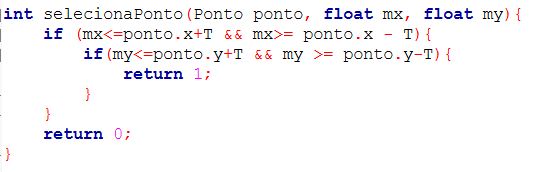 int selecionaPonto(Ponto ponto, float mx, float my){
    if (mx<=ponto.x+T && mx>= ponto.x - T){
        if(my<=ponto.y+T && my >= ponto.y-T){
            return 1;
        }
    }
    return 0;
}